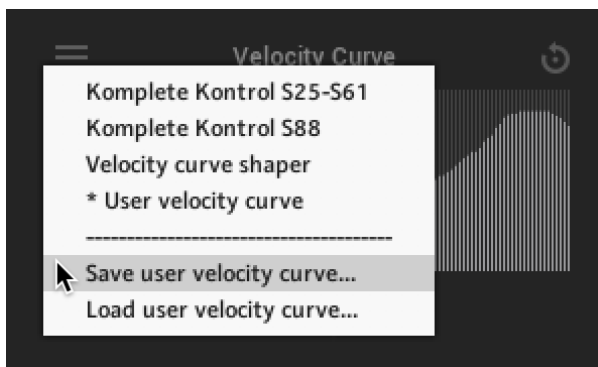 Velocity Curve
Komplete Kontrol S25-S61
Komplete Kontrol S88
Velocity curve shaper
* User velocity curve
--------------------------------------
Save user velocity curve...
Load user velocity curve...